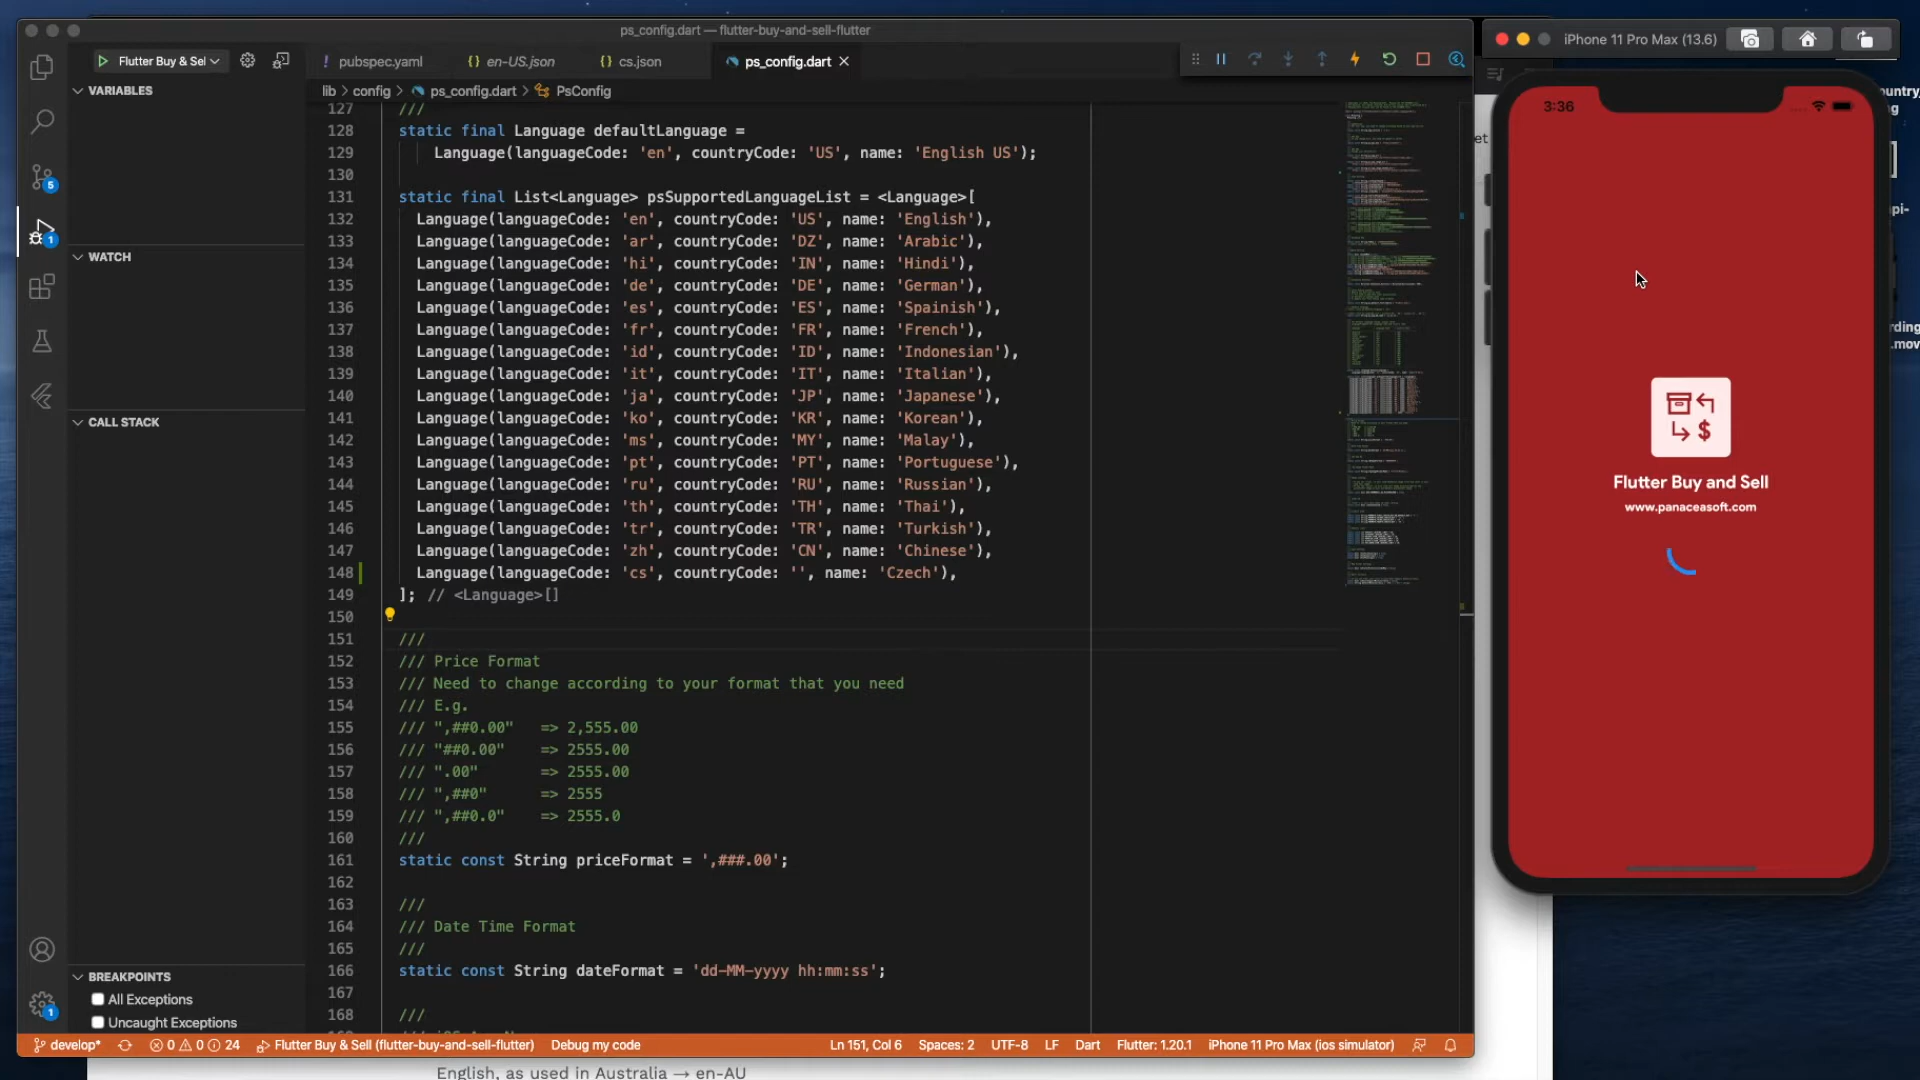 ps_config.dart — flutter-buy-and-sell-flutter
iPhone 11 Pro Max (13.6)
Flutter Buy & Sel
! pubspec.yaml
{} en-US.json
{} cs.json
ps_config.dart
lib > config > ps_config.dart > PsConfig
VARIABLES
WATCH
CALL STACK
BREAKPOINTS
All Exceptions
Uncaught Exceptions
5
1
1
127 ///
128 static final Language defaultLanguage =
129 Language(languageCode: 'en', countryCode: 'US', name: 'English US');
130
131 static final List<Language> psSupportedLanguageList = <Language>[
132 Language(languageCode: 'en', countryCode: 'US', name: 'English'),
133 Language(languageCode: 'ar', countryCode: 'DZ', name: 'Arabic'),
134 Language(languageCode: 'hi', countryCode: 'IN', name: 'Hindi'),
135 Language(languageCode: 'de', countryCode: 'DE', name: 'German'),
136 Language(languageCode: 'es', countryCode: 'ES', name: 'Spainish'),
137 Language(languageCode: 'fr', countryCode: 'FR', name: 'French'),
138 Language(languageCode: 'id', countryCode: 'ID', name: 'Indonesian'),
139 Language(languageCode: 'it', countryCode: 'IT', name: 'Italian'),
140 Language(languageCode: 'ja', countryCode: 'JP', name: 'Japanese'),
141 Language(languageCode: 'ko', countryCode: 'KR', name: 'Korean'),
142 Language(languageCode: 'ms', countryCode: 'MY', name: 'Malay'),
143 Language(languageCode: 'pt', countryCode: 'PT', name: 'Portuguese'),
144 Language(languageCode: 'ru', countryCode: 'RU', name: 'Russian'),
145 Language(languageCode: 'th', countryCode: 'TH', name: 'Thai'),
146 Language(languageCode: 'tr', countryCode: 'TR', name: 'Turkish'),
147 Language(languageCode: 'zh', countryCode: 'CN', name: 'Chinese'),
148 Language(languageCode: 'cs', countryCode: '', name: 'Czech'),
149 ]; // <Language>[]
150
151 ///
152 /// Price Format
153 /// Need to change according to your format that you need
154 /// E.g.
155 /// ",##0.00" => 2,555.00
156 /// "##0.00" => 2555.00
157 /// ".00" => 2555.00
158 /// ",##0" => 2555
159 /// ",##0.0" => 2555.0
160 ///
161 static const String priceFormat = ',###.00';
162
163 ///
164 /// Date Time Format
165 ///
166 static const String dateFormat = 'dd-MM-yyyy hh:mm:ss';
167
168 ///
3:36
$
Flutter Buy and Sell
www.panaceasoft.com
develop*
0 0 24
Flutter Buy & Sell (flutter-buy-and-sell-flutter)
Debug my code
Ln 151, Col 6
Spaces: 2
UTF-8
LF
Dart
Flutter: 1.20.1
iPhone 11 Pro Max (ios simulator)
English, as used in Australia → en-AU